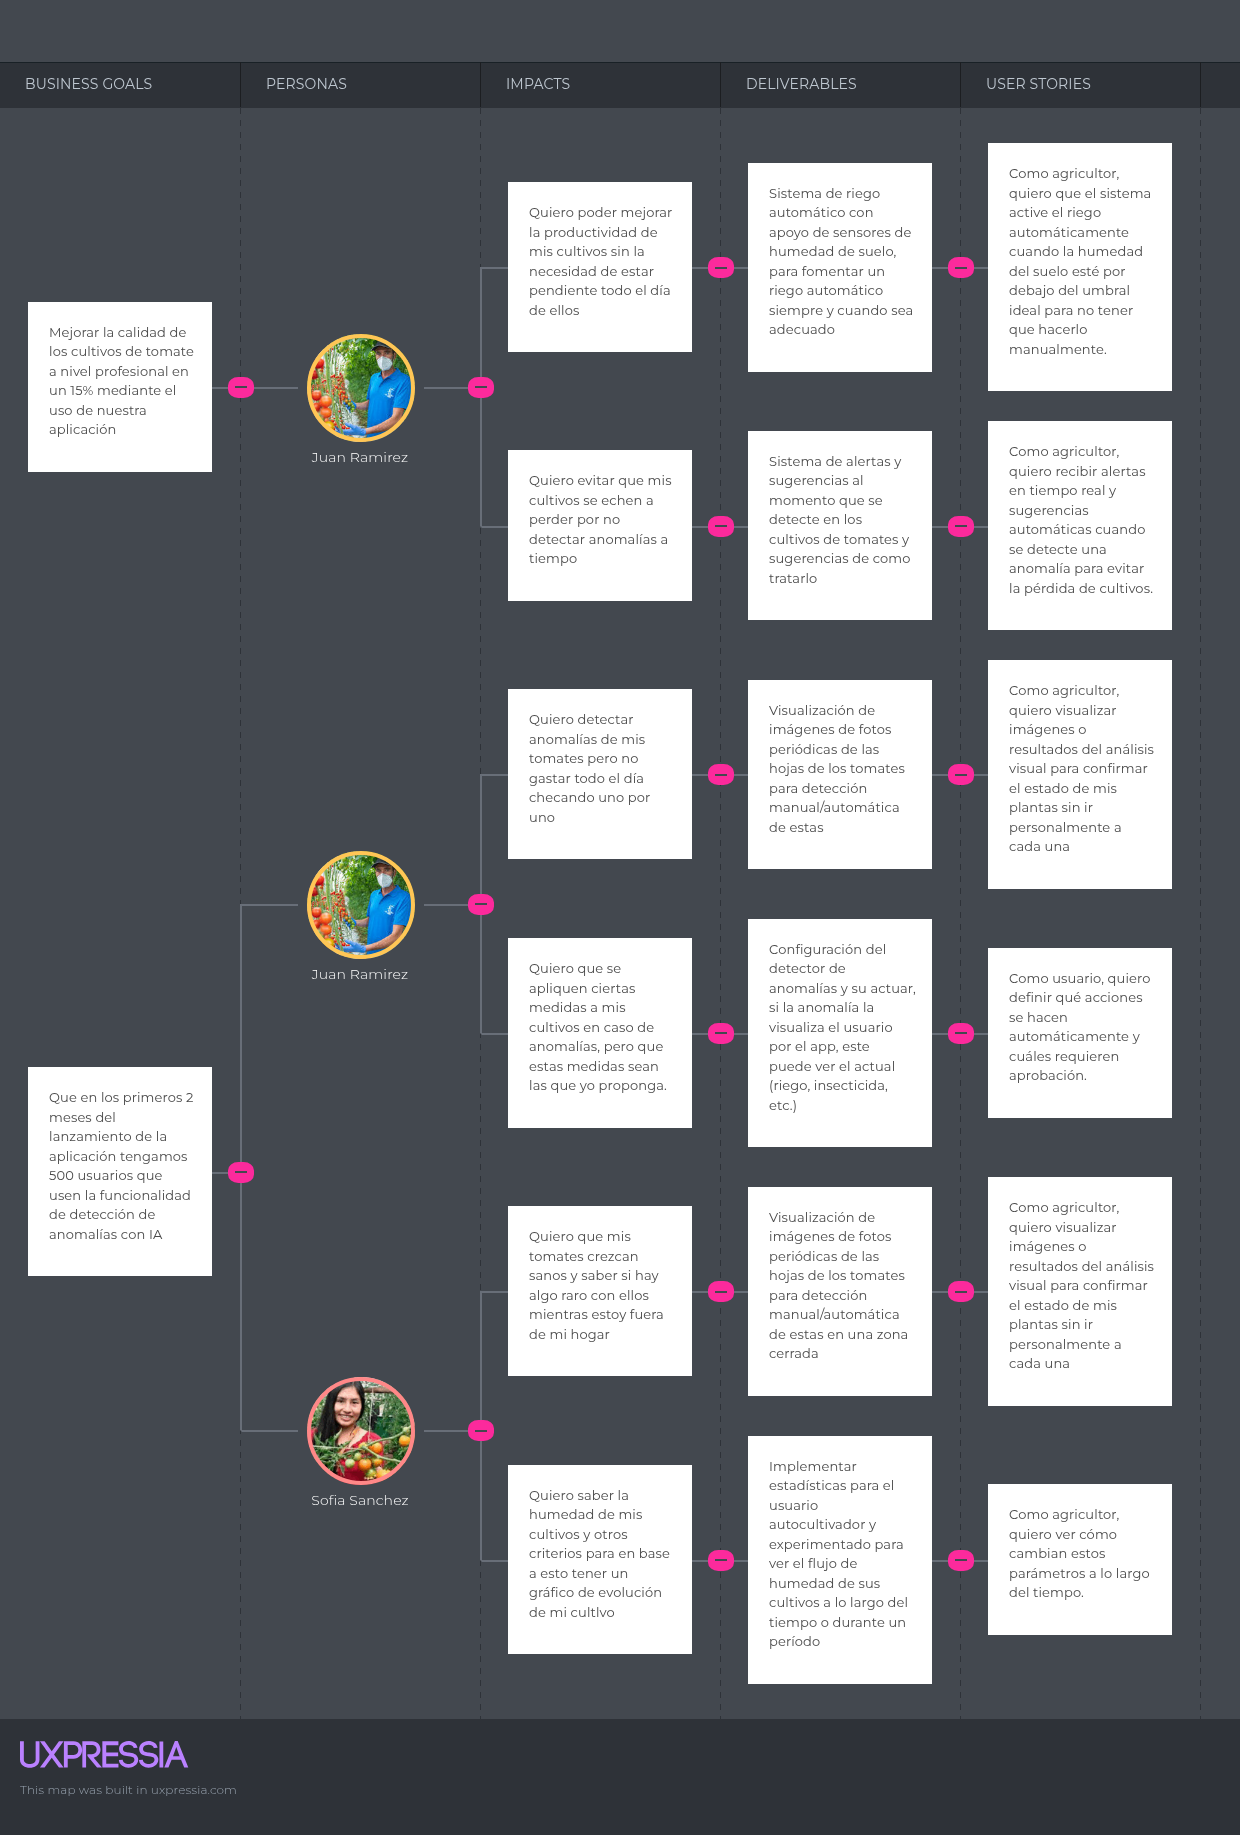 BUSINESS GOALS
PERSONAS
IMPACTS
DELIVERABLES
USER STORIES
Mejorar la calidad de
los cultivos de tomate
a nivel profesional en
un 15% mediante el
uso de nuestra
aplicación
Juan Ramirez
Quiero poder mejorar
la productividad de
mis cultivos sin la
necesidad de estar
pendiente todo el día
de ellos
Sistema de riego
automático con
apoyo de sensores de
humedad de suelo,
para fomentar un
riego automático
siempre y cuando sea
adecuado
Como agricultor,
quiero que el sistema
active el riego
automáticamente
cuando la humedad
del suelo esté por
debajo del umbral
ideal para no tener
que hacerlo
manualmente.
Quiero evitar que mis
cultivos se echen a
perder por no
detectar anomalías a
tiempo
Sistema de alertas y
sugerencias al
momento que se
detecte en los
cultivos de tomates y
sugerencias de como
tratarlo
Como agricultor,
quiero recibir alertas
en tiempo real y
sugerencias
automáticas cuando
se detecte una
anomalía para evitar
la pérdida de cultivos.
Que en los primeros 2
meses del
lanzamiento de la
aplicación tengamos
500 usuarios que
usen la funcionalidad
de detección de
anomalías con IA
Juan Ramirez
Quiero detectar
anomalías de mis
tomates pero no
gastar todo el día
checando uno por
uno
Visualización de
imágenes de fotos
periódicas de las
hojas de los tomates
para detección
manual/automática
de estas
Como agricultor,
quiero visualizar
imágenes o
resultados del análisis
visual para confirmar
el estado de mis
plantas sin ir
personalmente a
cada una
Quiero que se
apliquen ciertas
medidas a mis
cultivos en caso de
anomalías, pero que
estas medidas sean
las que yo proponga.
Configuración del
detector de
anomalías y su actuar,
si la anomalía la
visualiza el usuario
por el app, este
puede ver el actual
(riego, insecticida,
etc.)
Como usuario, quiero
definir qué acciones
se hacen
automáticamente y
cuáles requieren
aprobación.
Sofia Sanchez
Quiero que mis
tomates crezcan
sanos y saber si hay
algo raro con ellos
mientras estoy fuera
de mi hogar
Visualización de
imágenes de fotos
periódicas de las
hojas de los tomates
para detección
manual/automática
de estas en una zona
cerrada
Como agricultor,
quiero visualizar
imágenes o
resultados del análisis
visual para confirmar
el estado de mis
plantas sin ir
personalmente a
cada una
Quiero saber la
humedad de mis
cultivos y otros
criterios para en base
a esto tener un
gráfico de evolución
de mi cultlvo
Implementar
estadísticas para el
usuario
autocultivador y
experimentado para
ver el flujo de
humedad de sus
cultivos a lo largo del
tiempo o durante un
período
Como agricultor,
quiero ver cómo
cambian estos
parámetros a lo largo
del tiempo.
UXPRESSIA
This map was built in uxpressia.com